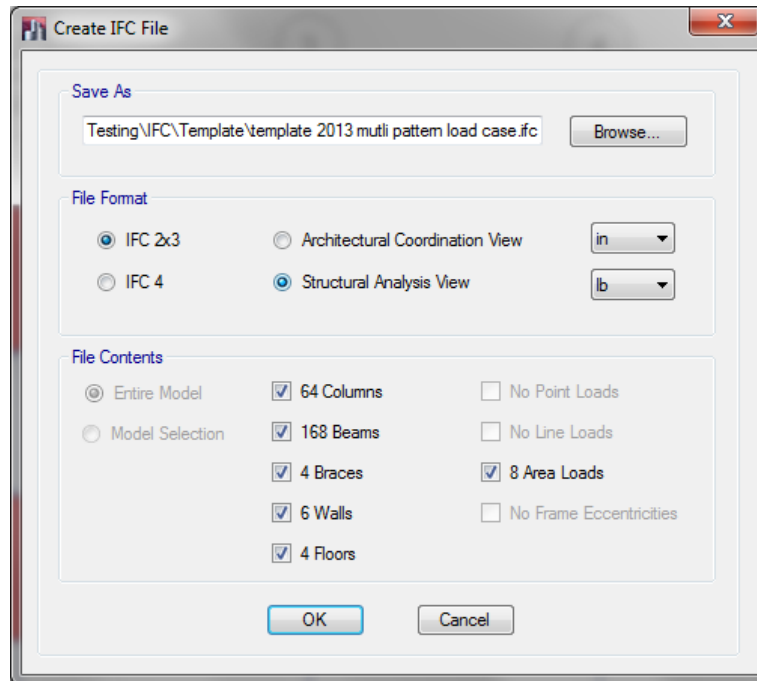 Create IFC File
Save As
Testing\IFC\Template\template 2013 mutli pattern load case.ifc Browse...
File Format
IFC 2x3 Architectural Coordination View in
IFC 4 Structural Analysis View lb
File Contents
Entire Model 64 Columns No Point Loads
Model Selection 168 Beams No Line Loads
4 Braces 8 Area Loads
6 Walls No Frame Eccentricities
4 Floors
OK Cancel